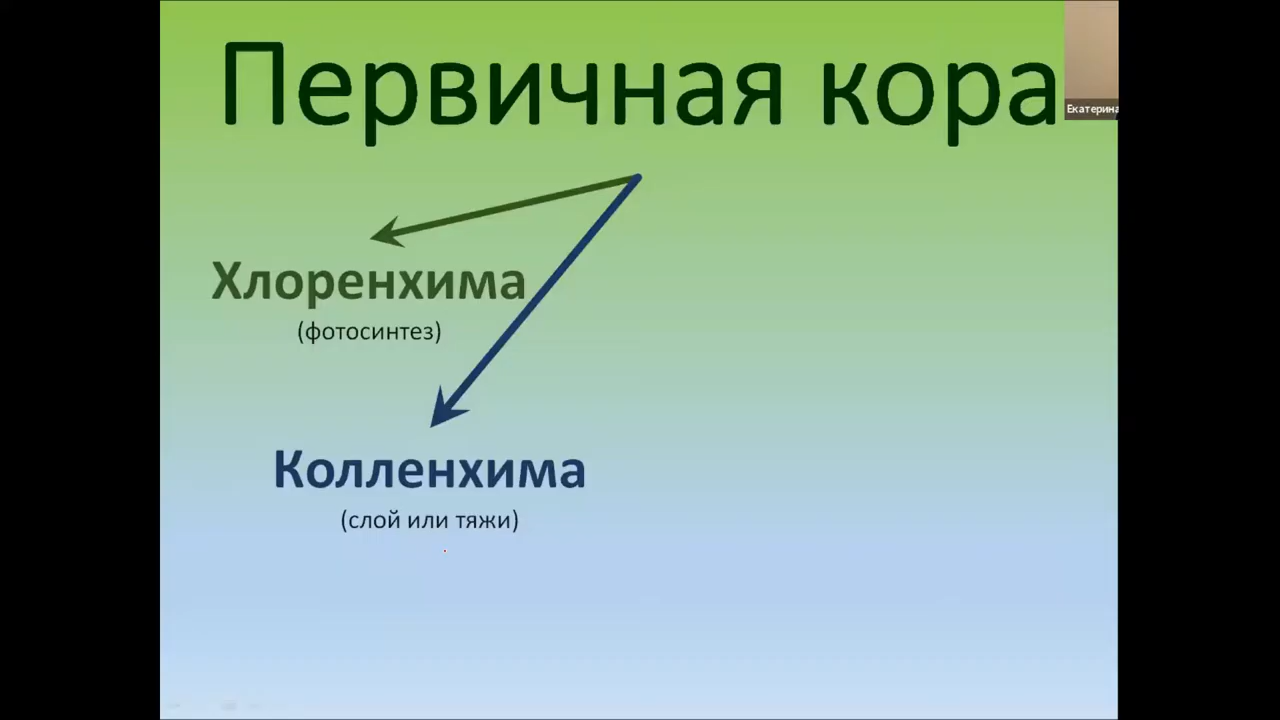 Первичная кора
Екатерина
Хлоренхима
(фотосинтез)
Колленхима
(слой или тяжи)